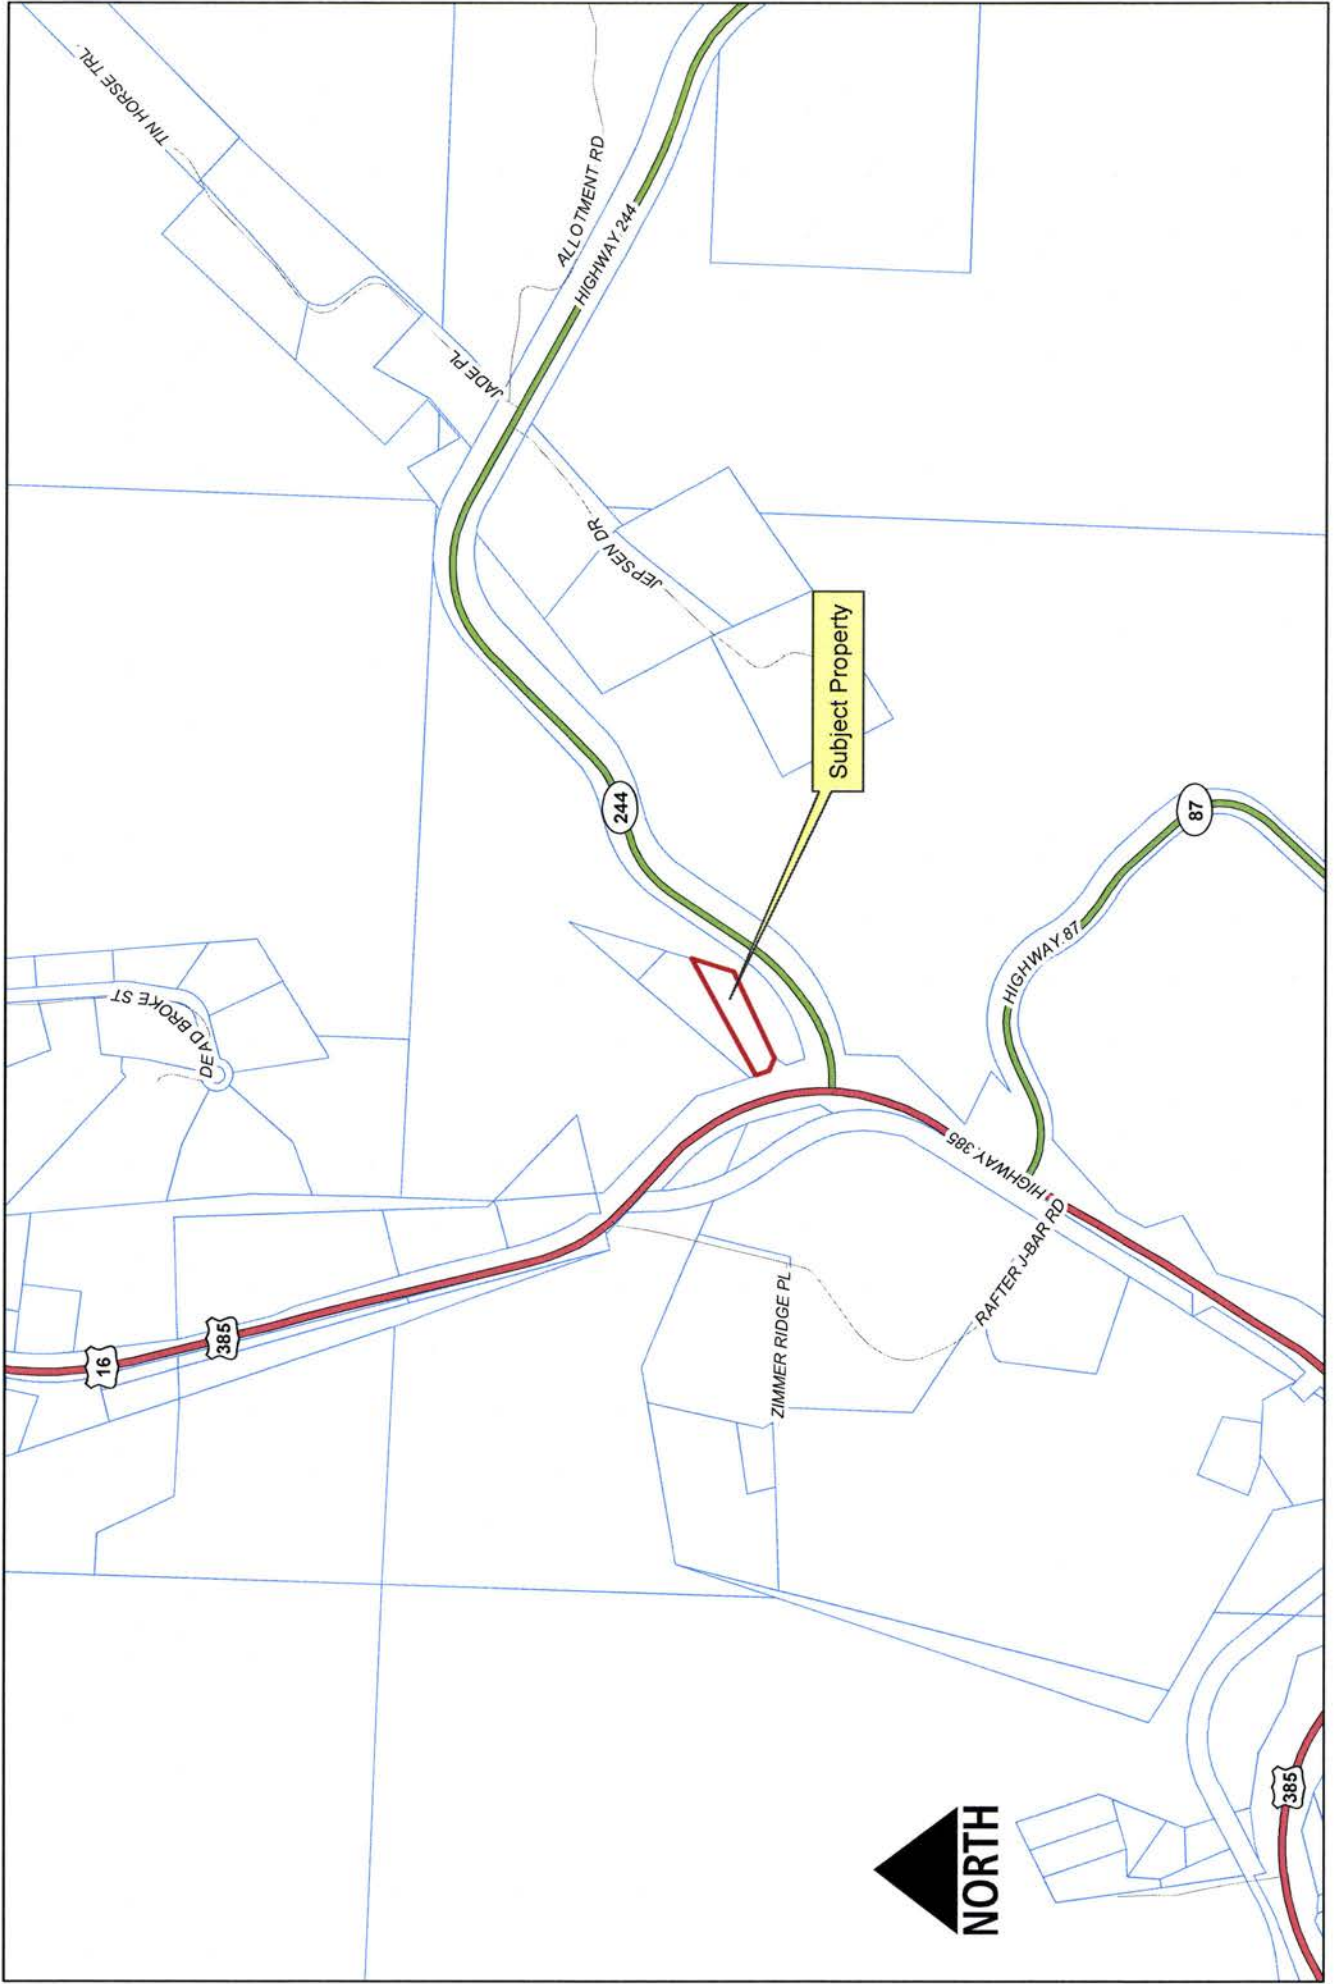 TIN HORSE TRL
ALLOTMENT RD
HIGHWAY 244
JADE PL
JEPSEN DR
Subject Property
244
87
HIGHWAY 87
DEAD BROKE ST
HIGHWAY 385
RAFTER J-BAR RD
ZIMMER RIDGE PL
385
16
385
NORTH